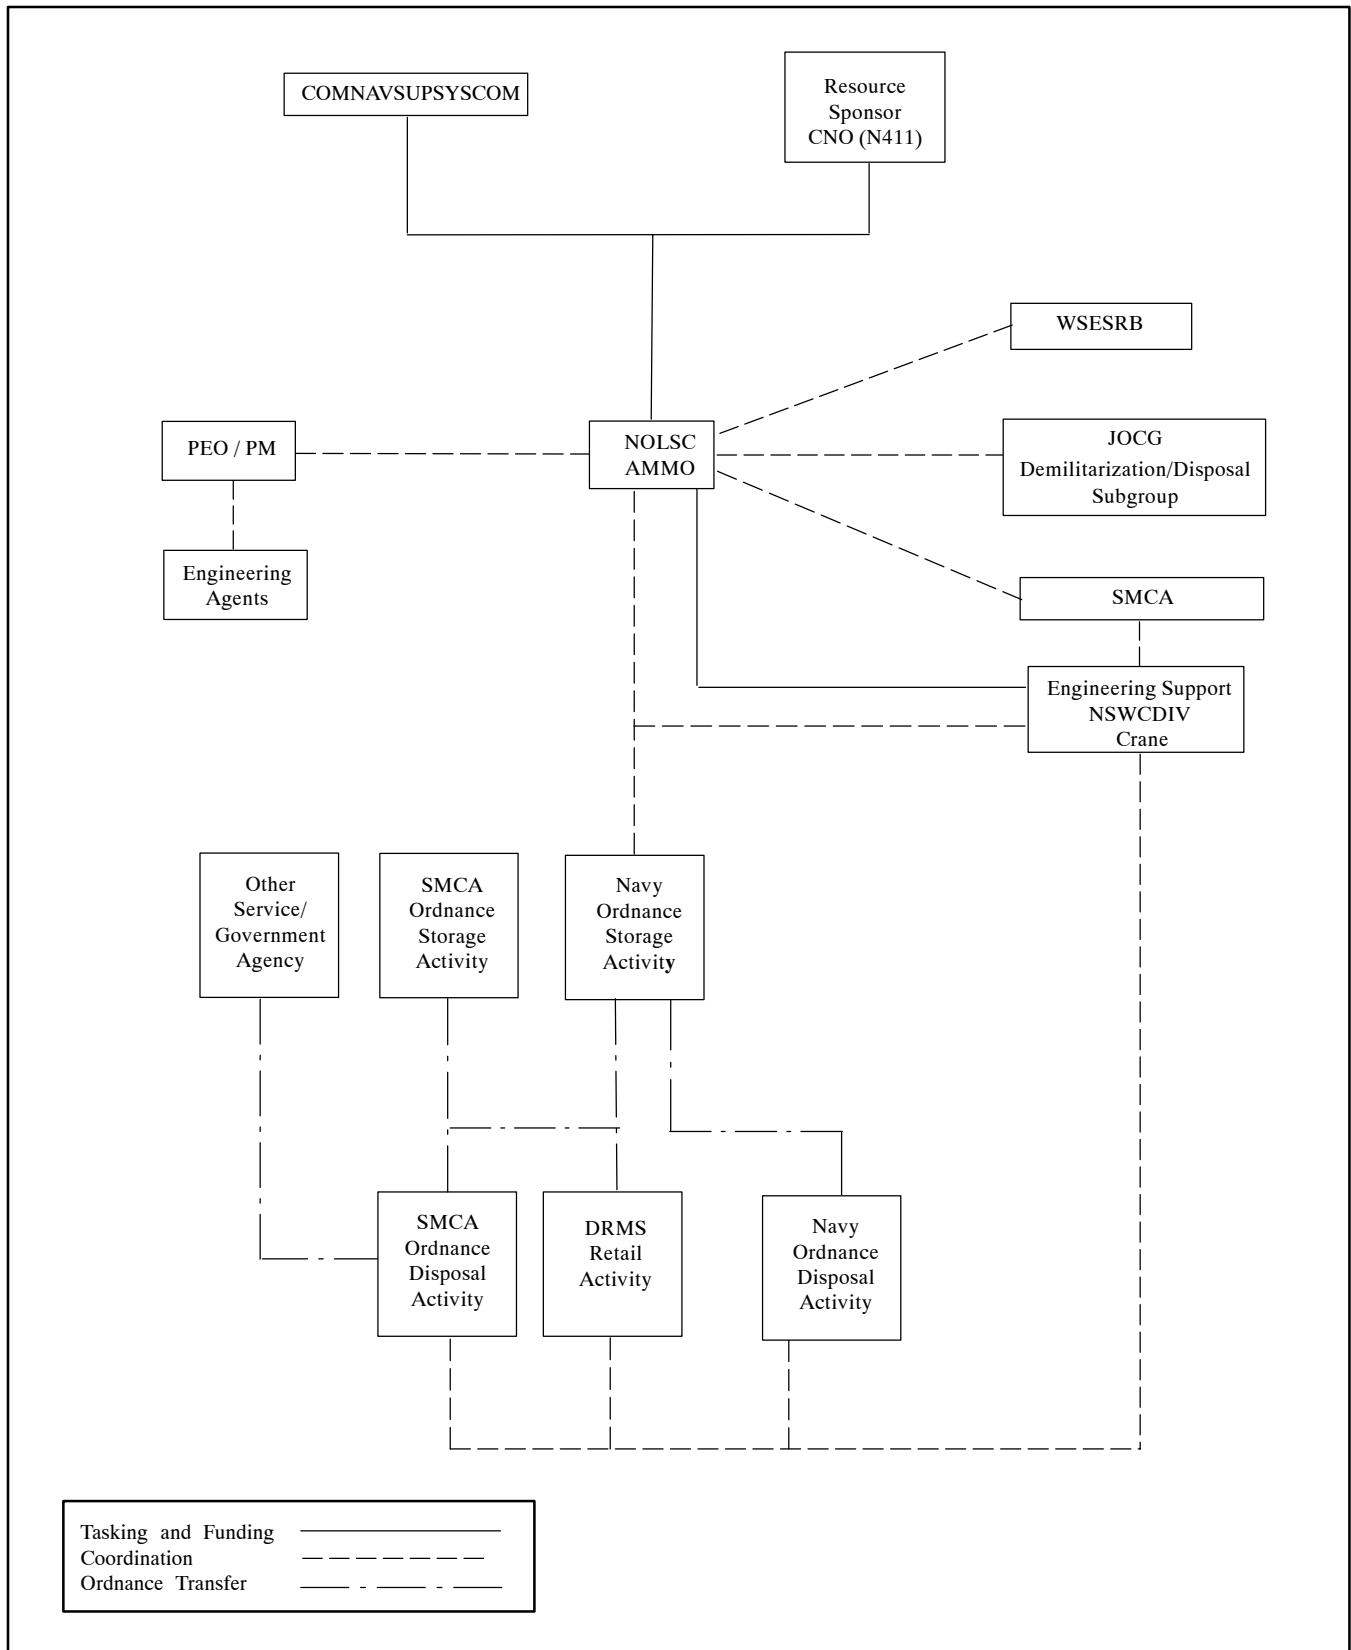 COMNAVSUPSYSCOM
Resource
Sponsor
CNO (N411)
WSESRB
PEO / PM
NOLSC
AMMO
JOCG
Demilitarization/Disposal
Subgroup
Engineering
Agents
SMCA
Engineering Support
NSWCDIV
Crane
Other
Service/
Government
Agency
SMCA
Ordnance
Storage
Activity
Navy
Ordnance
Storage
Activity
SMCA
Ordnance
Disposal
Activity
DRMS
Retail
Activity
Navy
Ordnance
Disposal
Activity
Tasking and Funding
Coordination
Ordnance Transfer